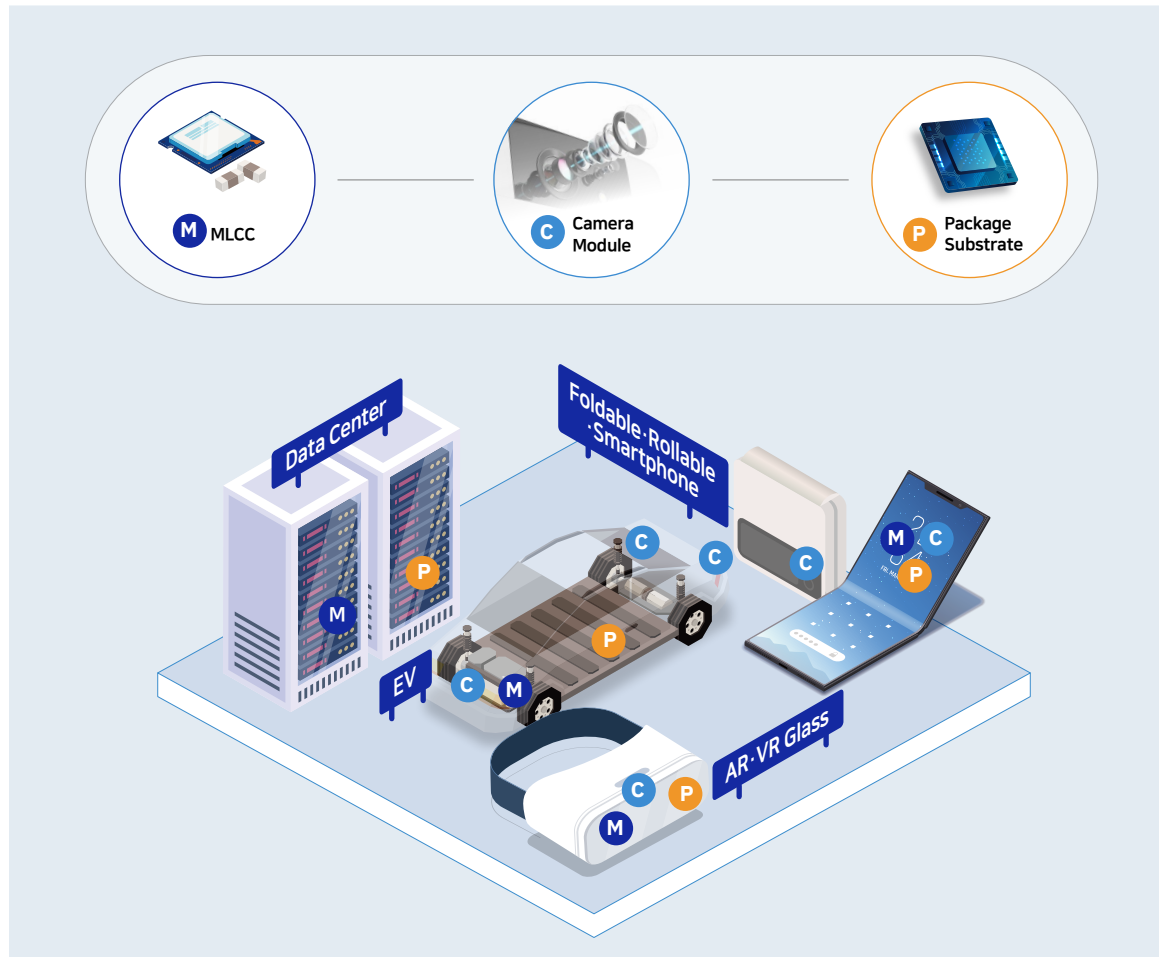 M MLCC
C Camera
Module
P Package
Substrate
Data Center
M
P
Foldable·Rollable
·Smartphone
C
C
C
M
C
P
EV
C
M
P
AR·VR Glass
M
C
P